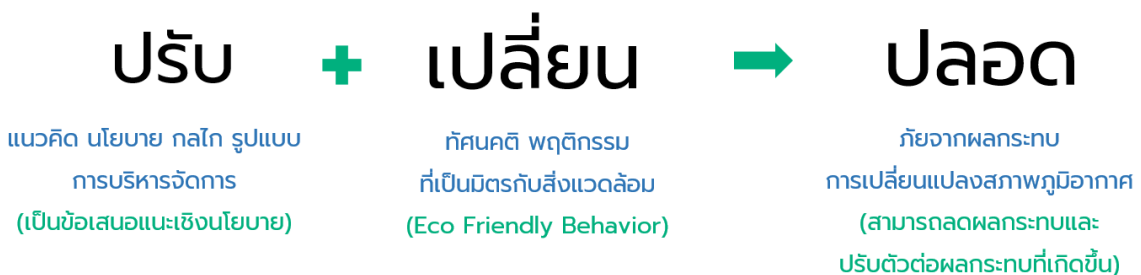 ปรับ + เปลี่ยน → ปลอด
แนวคิด นโยบาย กลไก รูปแบบ
การบริหารจัดการ
(เป็นข้อเสนอแนะเชิงนโยบาย)
ทัศนคติ พฤติกรรม
ที่เป็นมิตรกับสิ่งแวดล้อม
(Eco Friendly Behavior)
ภัยจากผลกระทบ
การเปลี่ยนแปลงสภาพภูมิอากาศ
(สามารถลดผลกระทบและ
ปรับตัวต่อผลกระทบที่เกิดขึ้น)